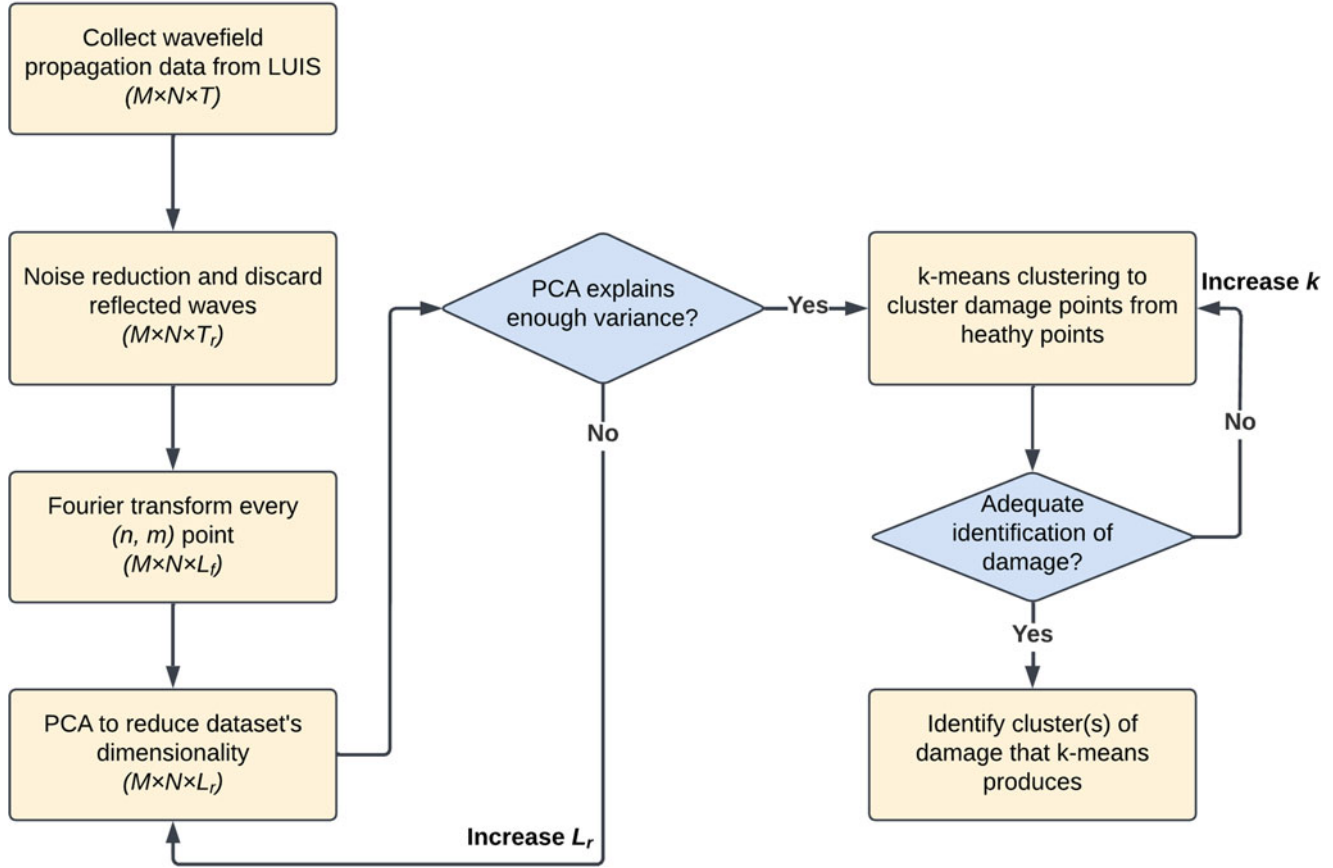 Collect wavefield
propagation data from LUIS
(M×N×T)
Noise reduction and discard
reflected waves
(M×N×Tᵣ)
Fourier transform every
(n, m) point
(M×N×L_f)
PCA to reduce dataset's
dimensionality
(M×N×Lᵣ)
PCA explains
enough variance?
Yes
No
Increase Lᵣ
k-means clustering to
cluster damage points from
heathy points
Increase k
No
Adequate
identification of
damage?
Yes
Identify cluster(s) of
damage that k-means
produces